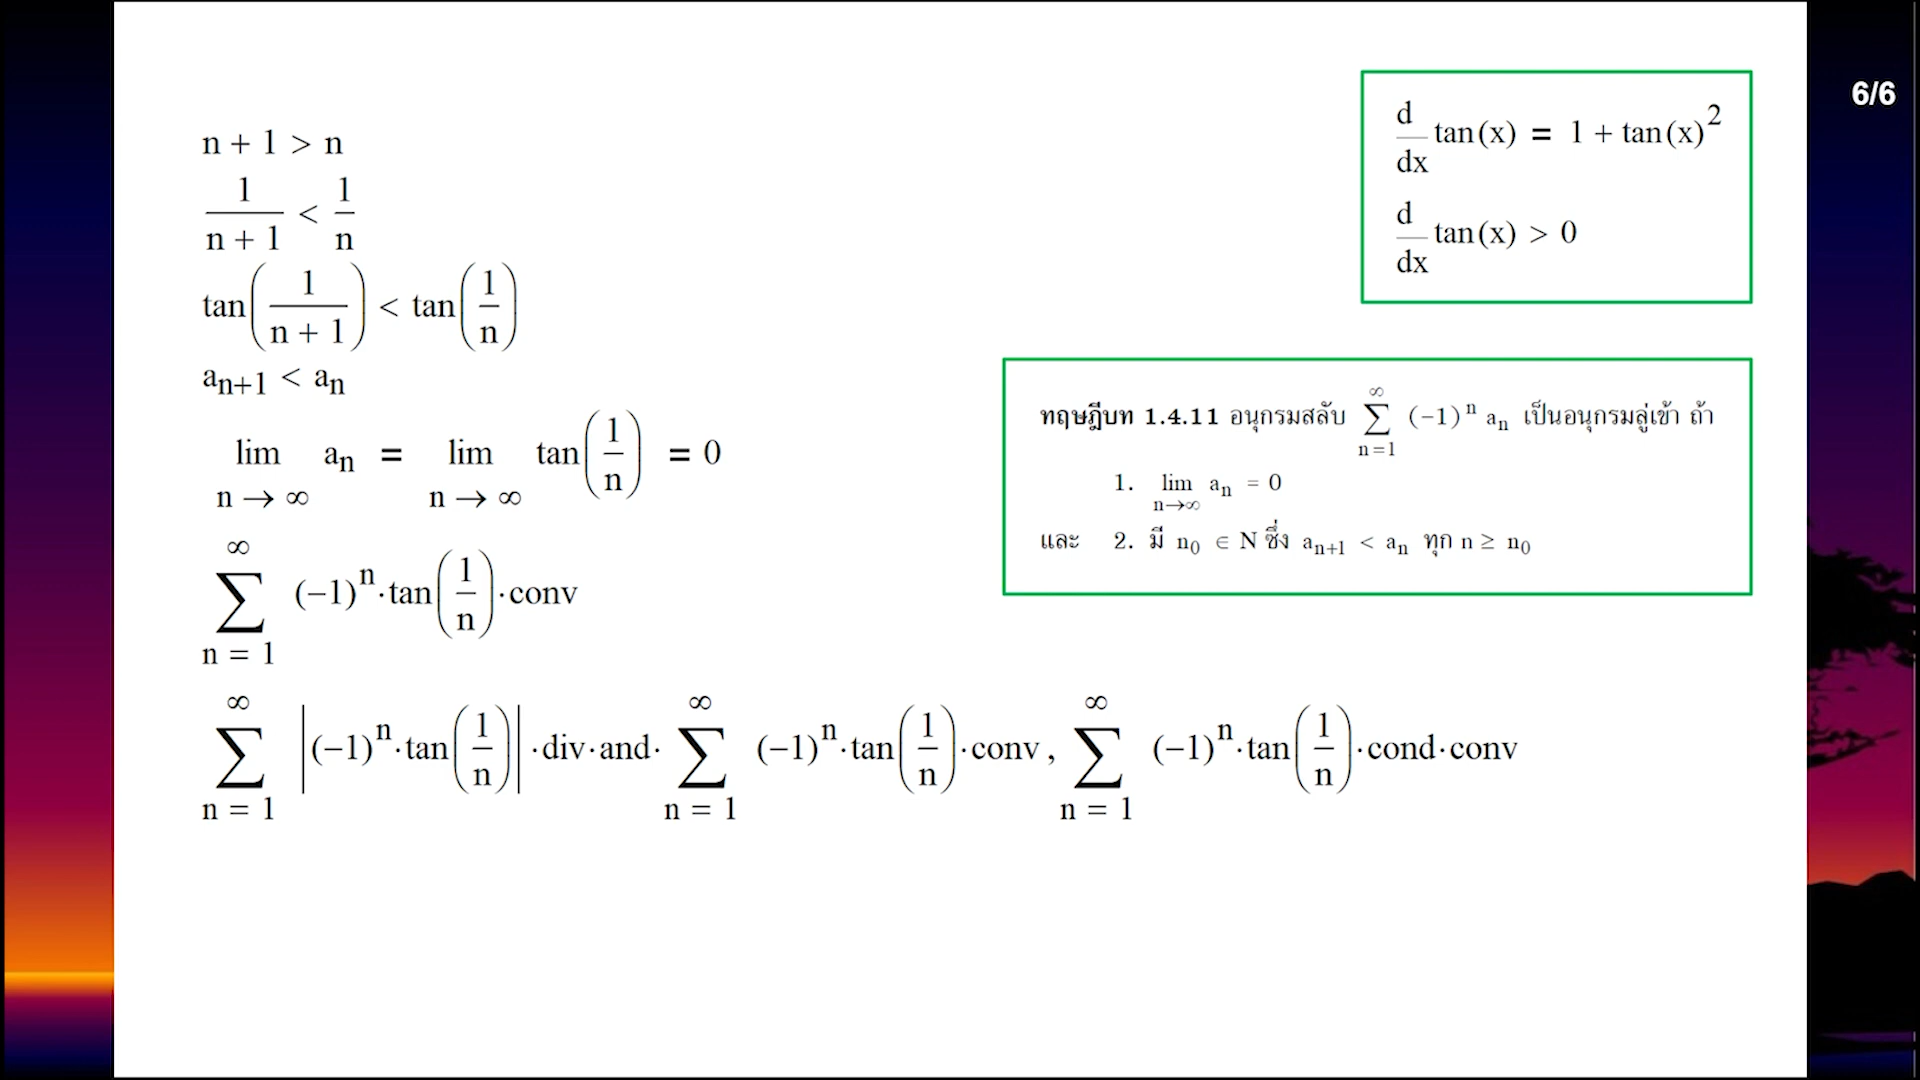 6/6
d/dx tan(x) = 1 + tan(x)^2
d/dx tan(x) > 0
n + 1 > n
1/(n + 1) < 1/n
tan(1/(n + 1)) < tan(1/n)
a_{n+1} < a_n
lim_{n → ∞} a_n = lim_{n → ∞} tan(1/n) = 0
∑_{n = 1}^{∞} (−1)^n·tan(1/n)·conv
ทฤษฎีบท 1.4.11 อนุกรมสลับ ∑_{n=1}^{∞} (−1)^n a_n เป็นอนุกรมลู่เข้า ถ้า
1. lim_{n→∞} a_n = 0
และ 2. มี n_0 ∈ N ซึ่ง a_{n+1} < a_n ทุก n ≥ n_0
∑_{n = 1}^{∞} |(−1)^n·tan(1/n)|·div·and·∑_{n = 1}^{∞} (−1)^n·tan(1/n)·conv, ∑_{n = 1}^{∞} (−1)^n·tan(1/n)·cond·conv